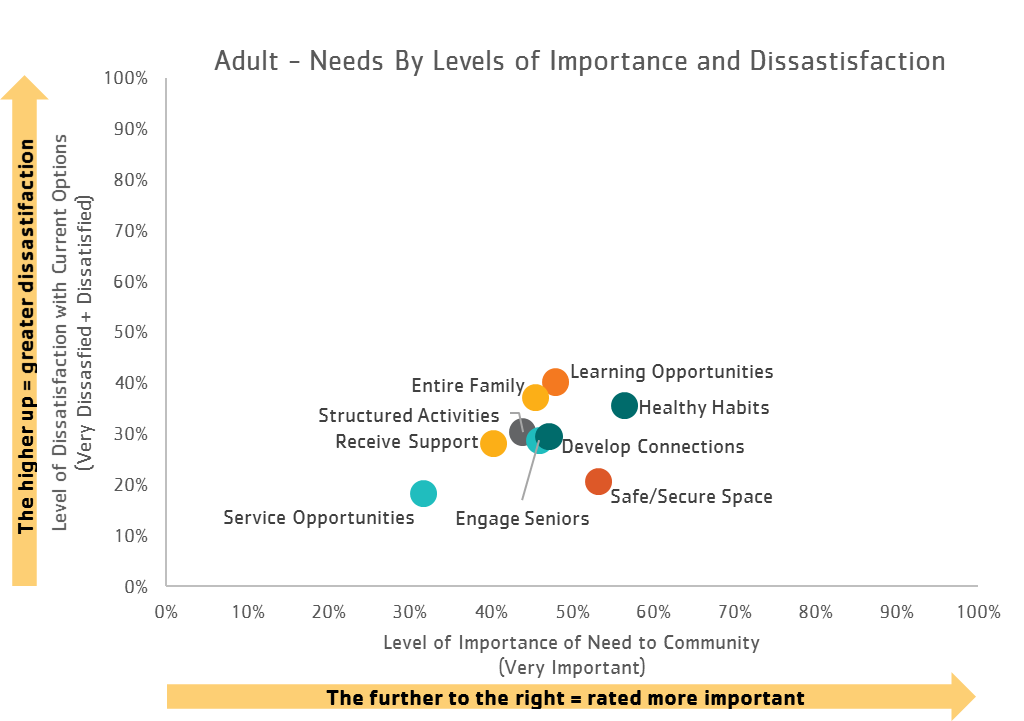 Adult – Needs By Levels of Importance and Dissastisfaction
The higher up = greater dissastifaction
Level of Dissatisfaction with Current Options
(Very Dissasfied + Dissatisfied)
100%
90%
80%
70%
60%
50%
40%
30%
20%
10%
0%
Learning Opportunities
Entire Family
Healthy Habits
Structured Activities
Receive Support
Develop Connections
Safe/Secure Space
Service Opportunities
Engage Seniors
0% 10% 20% 30% 40% 50% 60% 70% 80% 90% 100%
Level of Importance of Need to Community
(Very Important)
The further to the right = rated more important